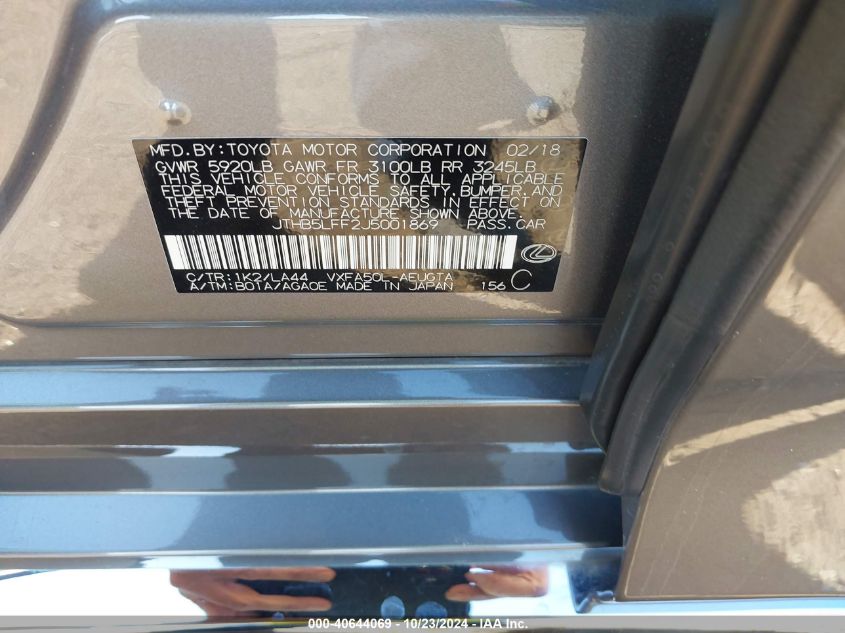 MFD.BY:TOYOTA MOTOR CORPORATION 02/18
GVWR 5920LB GAWR FR 3100LB RR 3245LB
THIS VEHICLE CONFORMS TO ALL APPLICABLE
FEDERAL MOTOR VEHICLE SAFETY,BUMPER,AND
THEFT PREVENTION STANDARDS IN EFFECT ON
THE DATE OF MANUFACTURE SHOWN ABOVE.
JTHB5LFF2J5001869 PASS.CAR
C/TR:1K2/LA44 VXFA50L-AEUGTA
A/TM:B01A/AGA0E MADE IN JAPAN 156 C
000-40644069 - 10/23/2024 - IAA Inc.